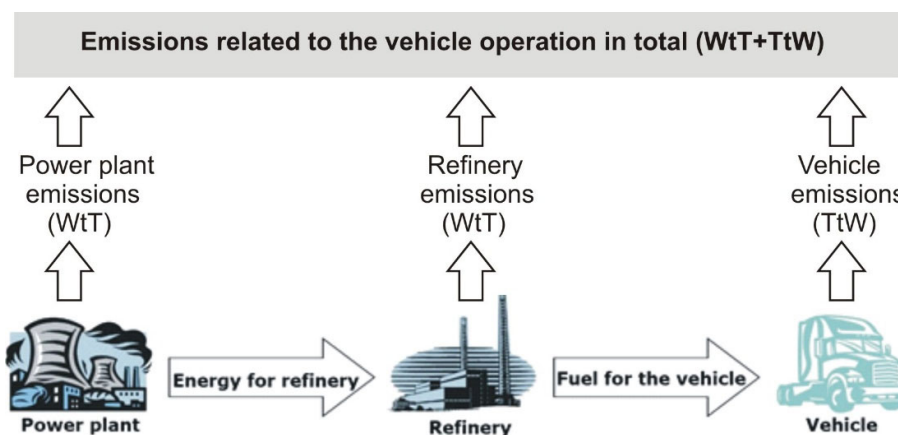 Emissions related to the vehicle operation in total (WtT+TtW)
Power plant
emissions
(WtT)
Refinery
emissions
(WtT)
Vehicle
emissions
(TtW)
Energy for refinery
Fuel for the vehicle
Power plant
Refinery
Vehicle